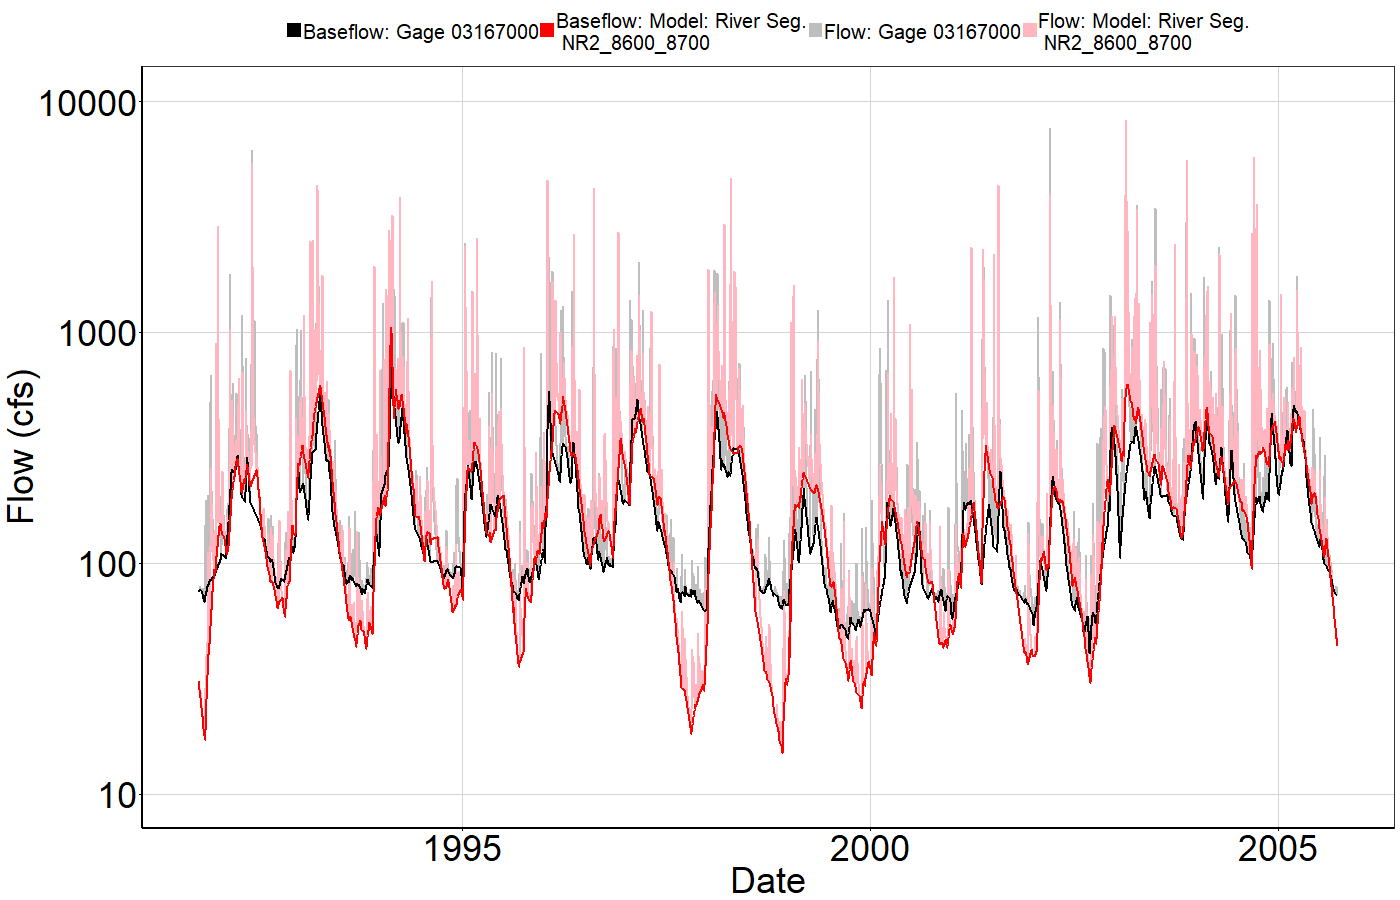 Baseflow: Gage 03167000
Baseflow: Model: River Seg.
NR2_8600_8700
Flow: Gage 03167000
Flow: Model: River Seg.
NR2_8600_8700
10000
1000
100
10
Flow (cfs)
1995
2000
2005
Date